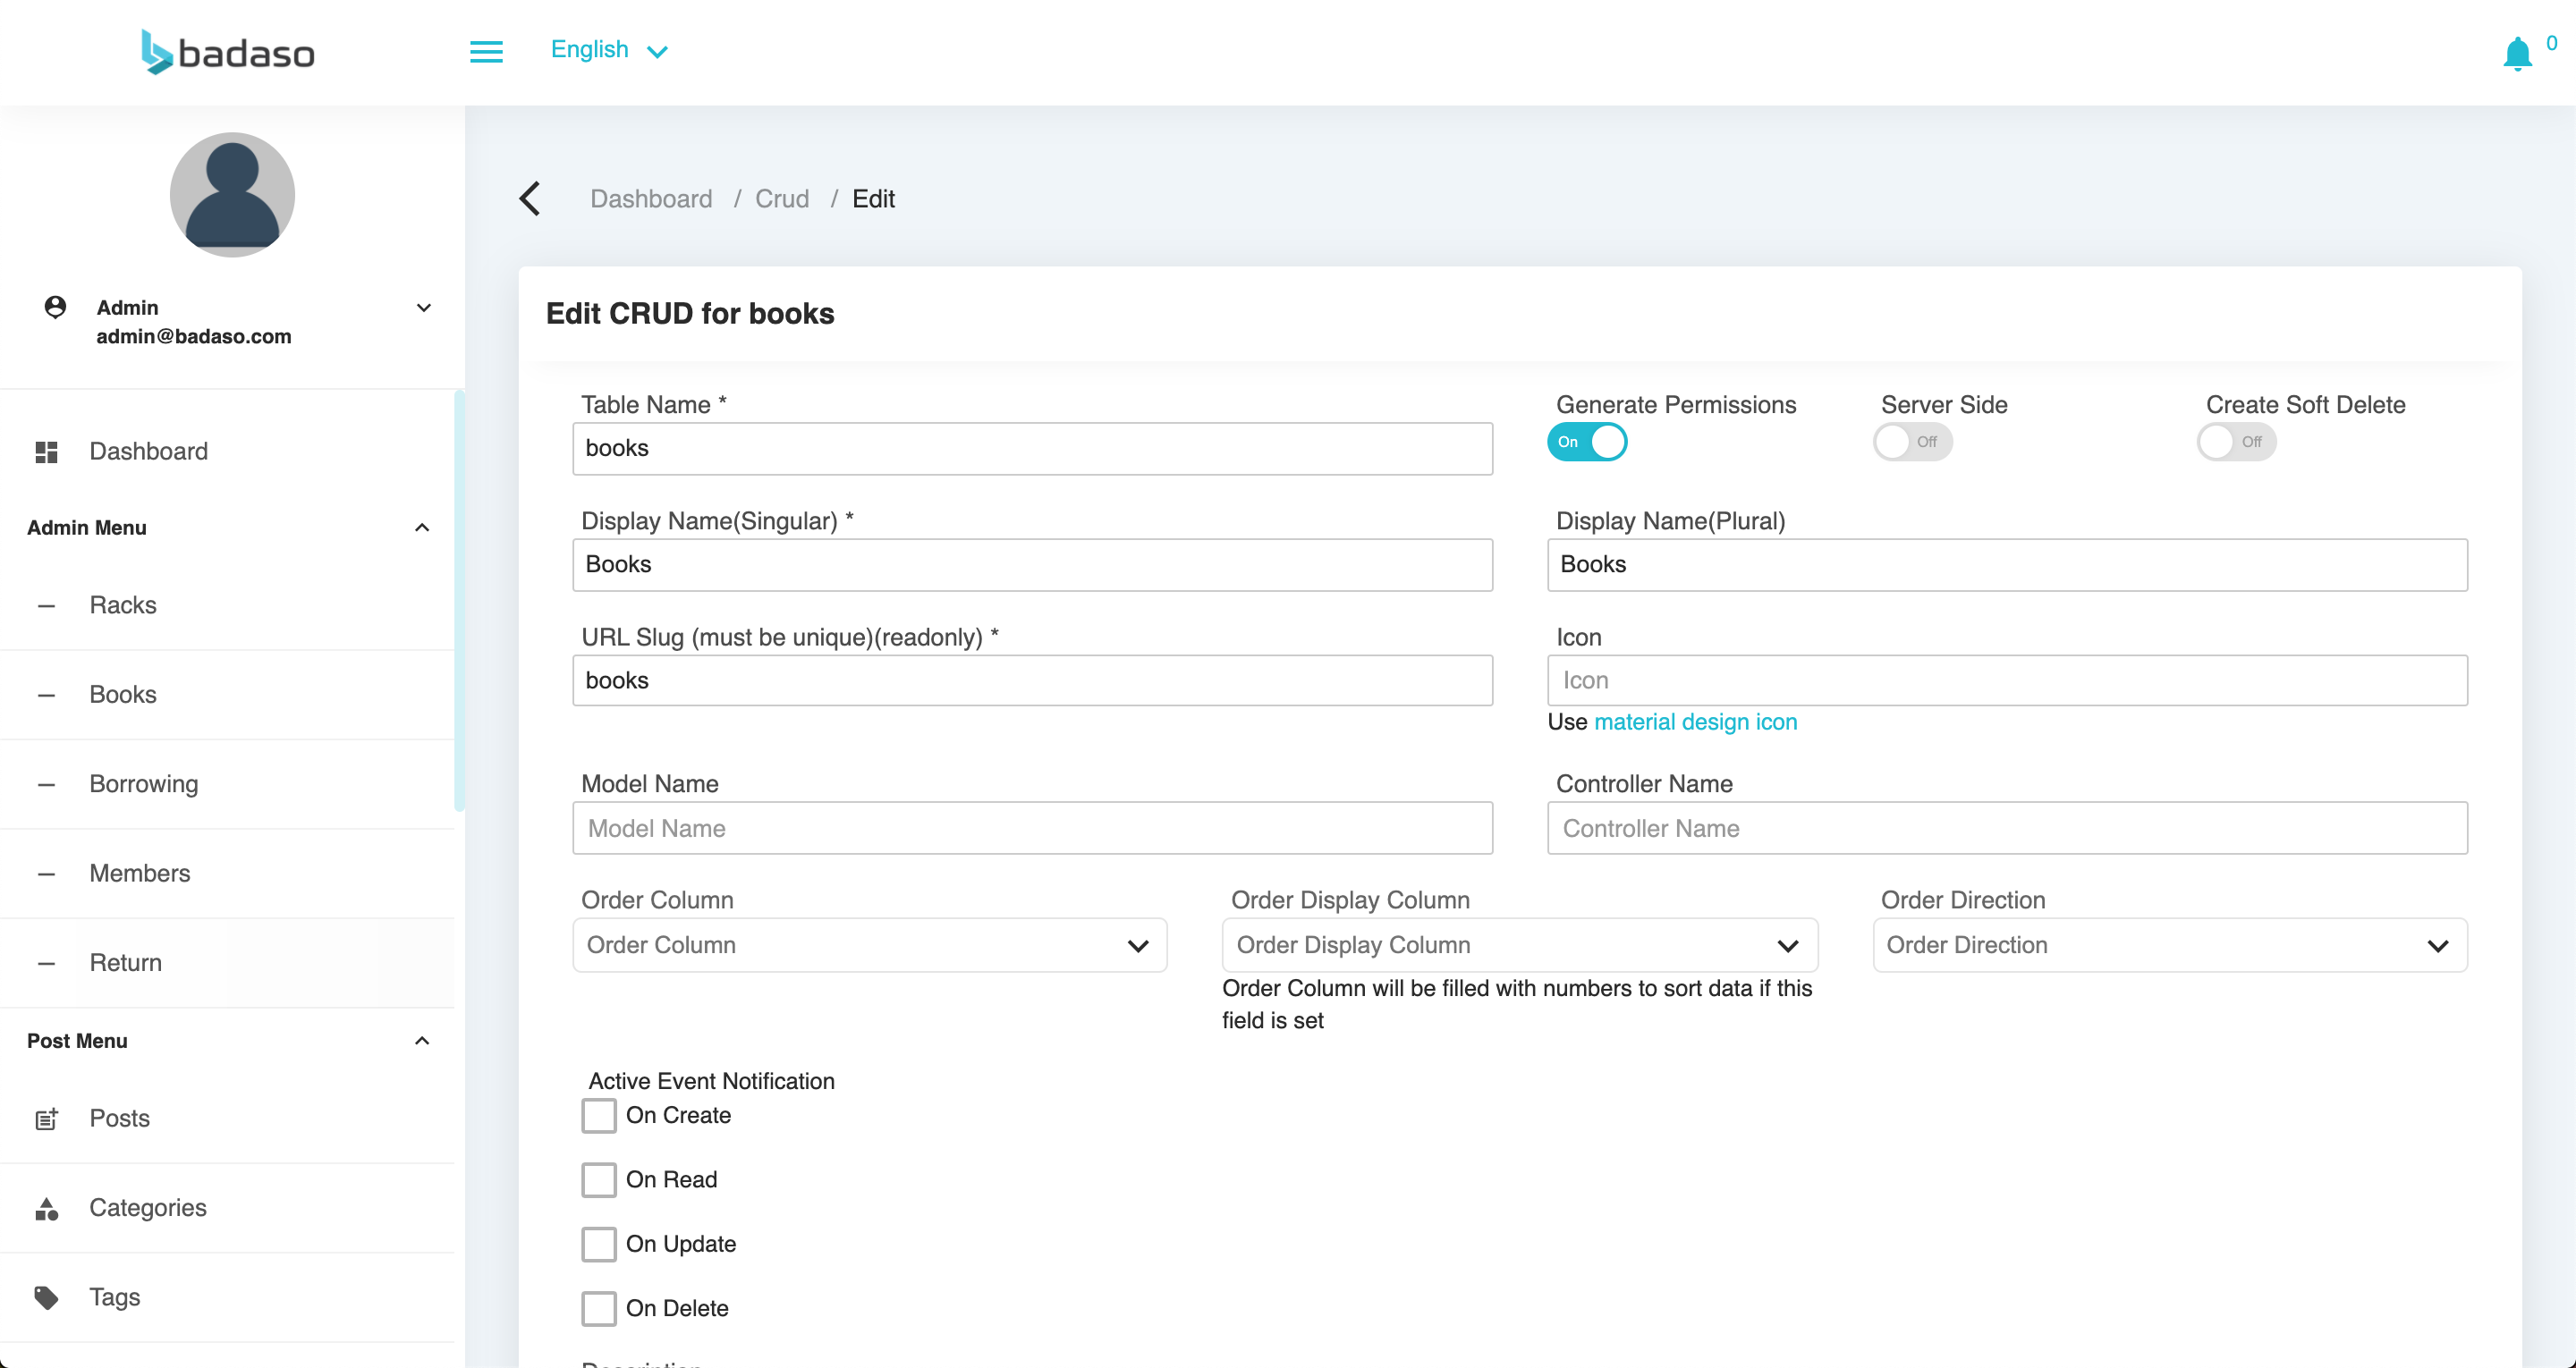 badaso
English
0
Admin
admin@badaso.com
Dashboard
Admin Menu
Racks
Books
Borrowing
Members
Return
Post Menu
Posts
Categories
Tags
Dashboard / Crud / Edit
Edit CRUD for books
Table Name *
books
Generate Permissions
On
Server Side
Off
Create Soft Delete
Off
Display Name(Singular) *
Books
Display Name(Plural)
Books
URL Slug (must be unique)(readonly) *
books
Icon
Icon
Use material design icon
Model Name
Model Name
Controller Name
Controller Name
Order Column
Order Column
Order Display Column
Order Display Column
Order Column will be filled with numbers to sort data if this
field is set
Order Direction
Order Direction
Active Event Notification
On Create
On Read
On Update
On Delete